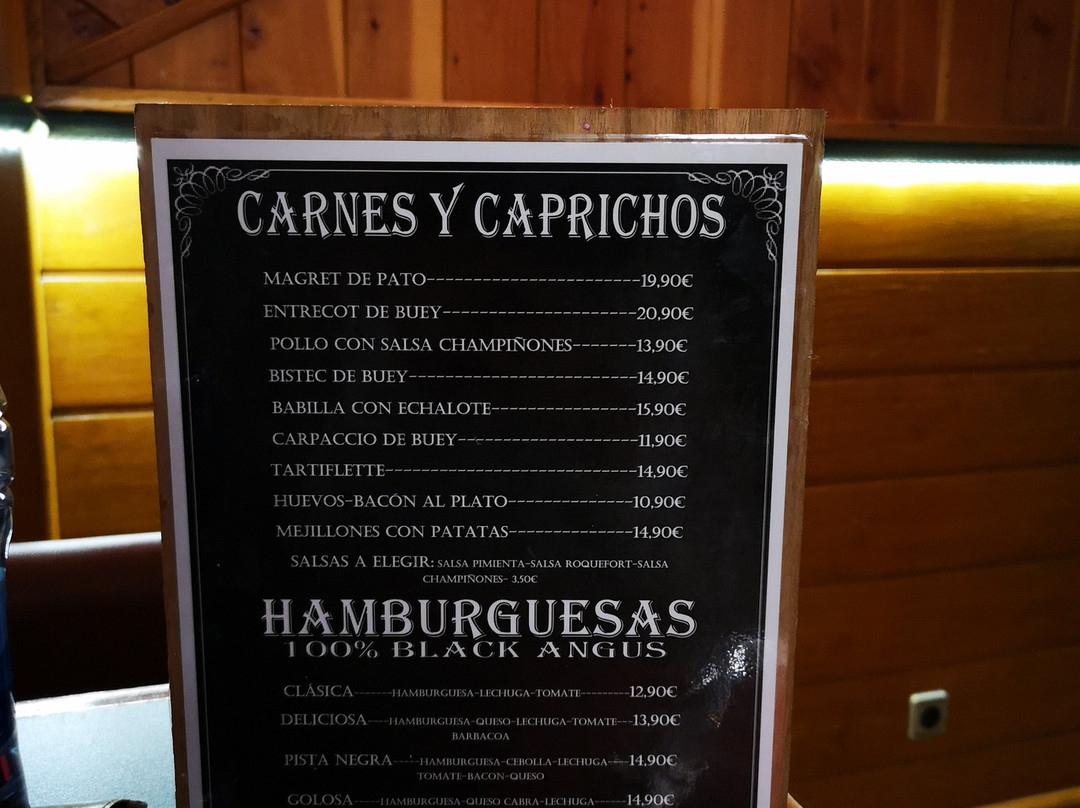 CARNES Y CAPRICHOS
MAGRET DE PATO-----------------------19,90€
ENTRECOT DE BUEY---------------------20,90€
POLLO CON SALSA CHAMPIÑONES-------13,90€
BISTEC DE BUEY-------------------------14,90€
BABILLA CON ECHALOTE----------------15,90€
CARPACCIO DE BUEY--------------------11,90€
TARTIFLETTE----------------------------14,90€
HUEVOS-BACÓN AL PLATO--------------10,90€
MEJILLONES CON PATATAS--------------14,90€
SALSAS A ELEGIR: SALSA PIMIENTA-SALSA ROQUEFORT-SALSA
CHAMPIÑONES- 3,50€
HAMBURGUESAS
100% BLACK ANGUS
CLÁSICA------HAMBURGUESA-LECHUGA-TOMATE---------12,90€
DELICIOSA----HAMBURGUESA-QUESO-LECHUGA-TOMATE---13,90€
BARBACOA
PISTA NEGRA-----HAMBURGUESA-CEBOLLA-LECHUGA----14,90€
TOMATE-BACON-QUESO
GOLOSA-----HAMBURGUESA-QUESO CABRA-LECHUGA------14,90€